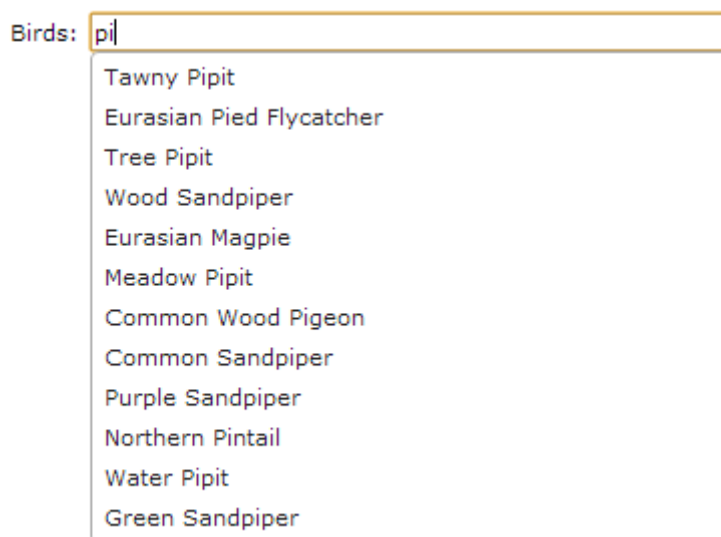 Birds: pi
Tawny Pipit
Eurasian Pied Flycatcher
Tree Pipit
Wood Sandpiper
Eurasian Magpie
Meadow Pipit
Common Wood Pigeon
Common Sandpiper
Purple Sandpiper
Northern Pintail
Water Pipit
Green Sandpiper